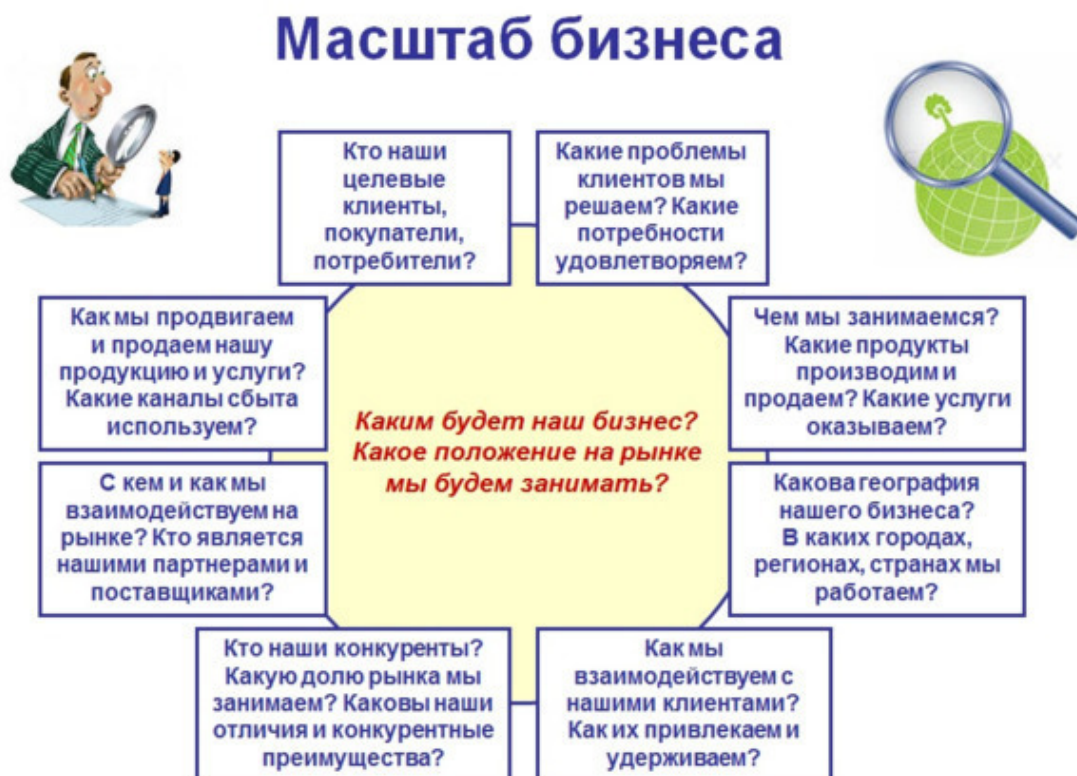 Масштаб бизнеса
Кто наши
целевые
клиенты,
покупатели,
потребители?
Какие проблемы
клиентов мы
решаем? Какие
потребности
удовлетворяем?
Чем мы занимаемся?
Какие продукты
производим и
продаем? Какие услуги
оказываем?
Какова география
нашего бизнеса?
В каких городах,
регионах, странах мы
работаем?
Как мы
взаимодействуем с
нашими клиентами?
Как их привлекаем и
удерживаем?
Кто наши конкуренты?
Какую долю рынка мы
занимаем? Каковы наши
отличия и конкурентные
преимущества?
С кем и как мы
взаимодействуем на
рынке? Кто является
нашими партнерами и
поставщиками?
Как мы продвигаем
и продаем нашу
продукцию и услуги?
Какие каналы сбыта
используем?
Каким будет наш бизнес?
Какое положение на рынке
мы будем занимать?